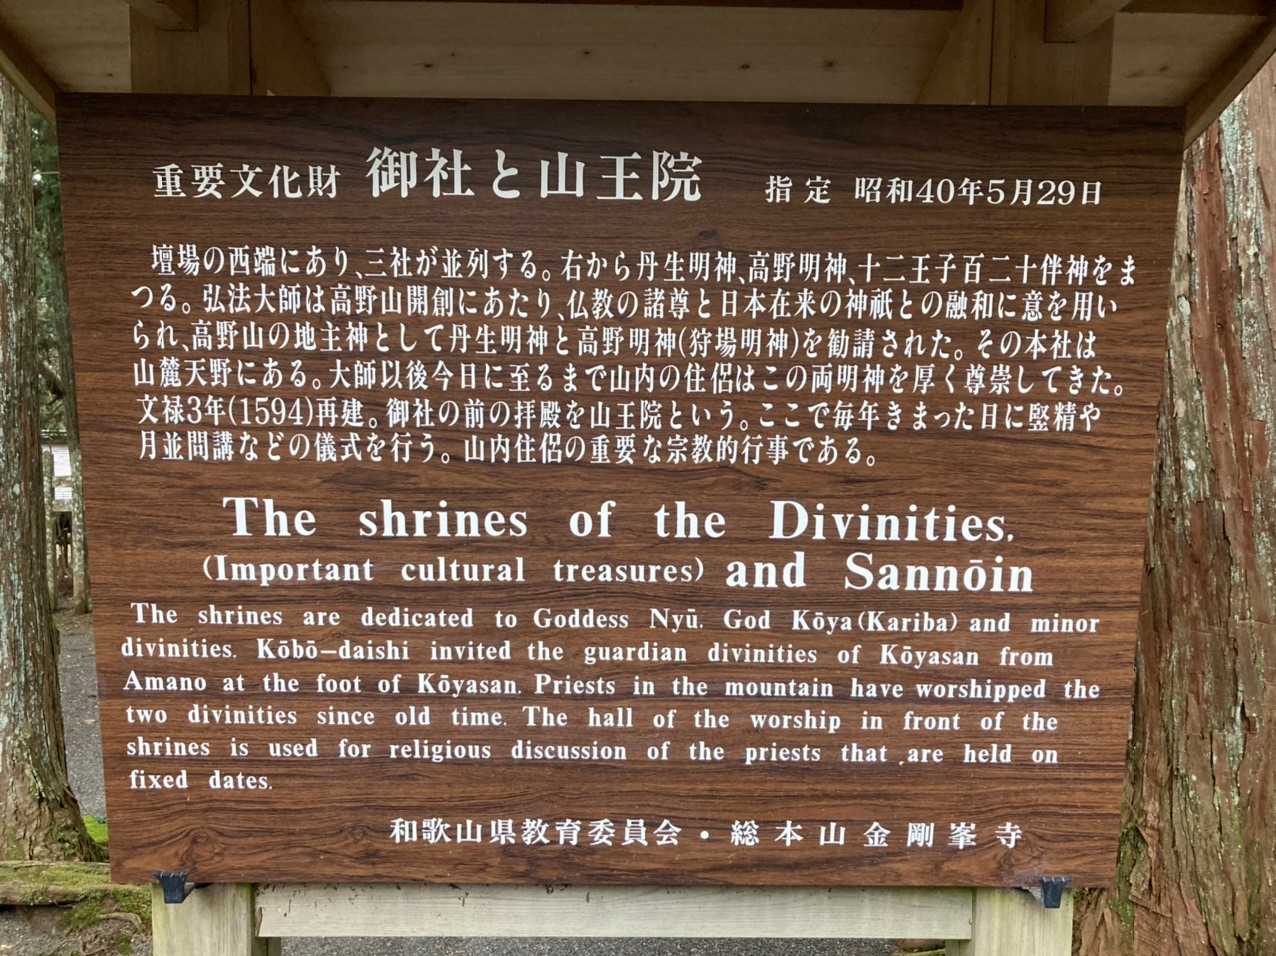 重要文化財 御社と山王院 指定 昭和40年5月29日
壇場の西端にあり、三社が並列する。右から丹生明神、高野明神、十二王子百二十伴神をま
つる。弘法大師は高野山開創にあたり、仏教の諸尊と日本在来の神祇との融和に意を用い
られ、高野山の地主神として丹生明神と高野明神(狩場明神)を勧請された。その本社は
山麓天野にある。大師以後今日に至るまで山内の住侶はこの両明神を厚く尊崇してきた。
文禄3年(1594)再建。御社の前の拝殿を山王院という。ここで毎年きまった日に竪精や
月並問講などの儀式を行う。山内住侶の重要な宗教的行事である。
The shrines of the Divinities.
(Important cultural treasures) and Sannōin
The shrines are dedicated to Goddess Nyū. God Kōya(Kariba) and minor
divinities. Kōbō-daishi invited the guardian divinities of Kōyasan from
Amano at the foot of Kōyasan. Priests in the mountain have worshipped the
two divinities since old time. The hall of the worship in front of the
shrines is used for religious discussion of the priests that are held on
fixed dates.
和歌山県教育委員会・総本山金剛峯寺